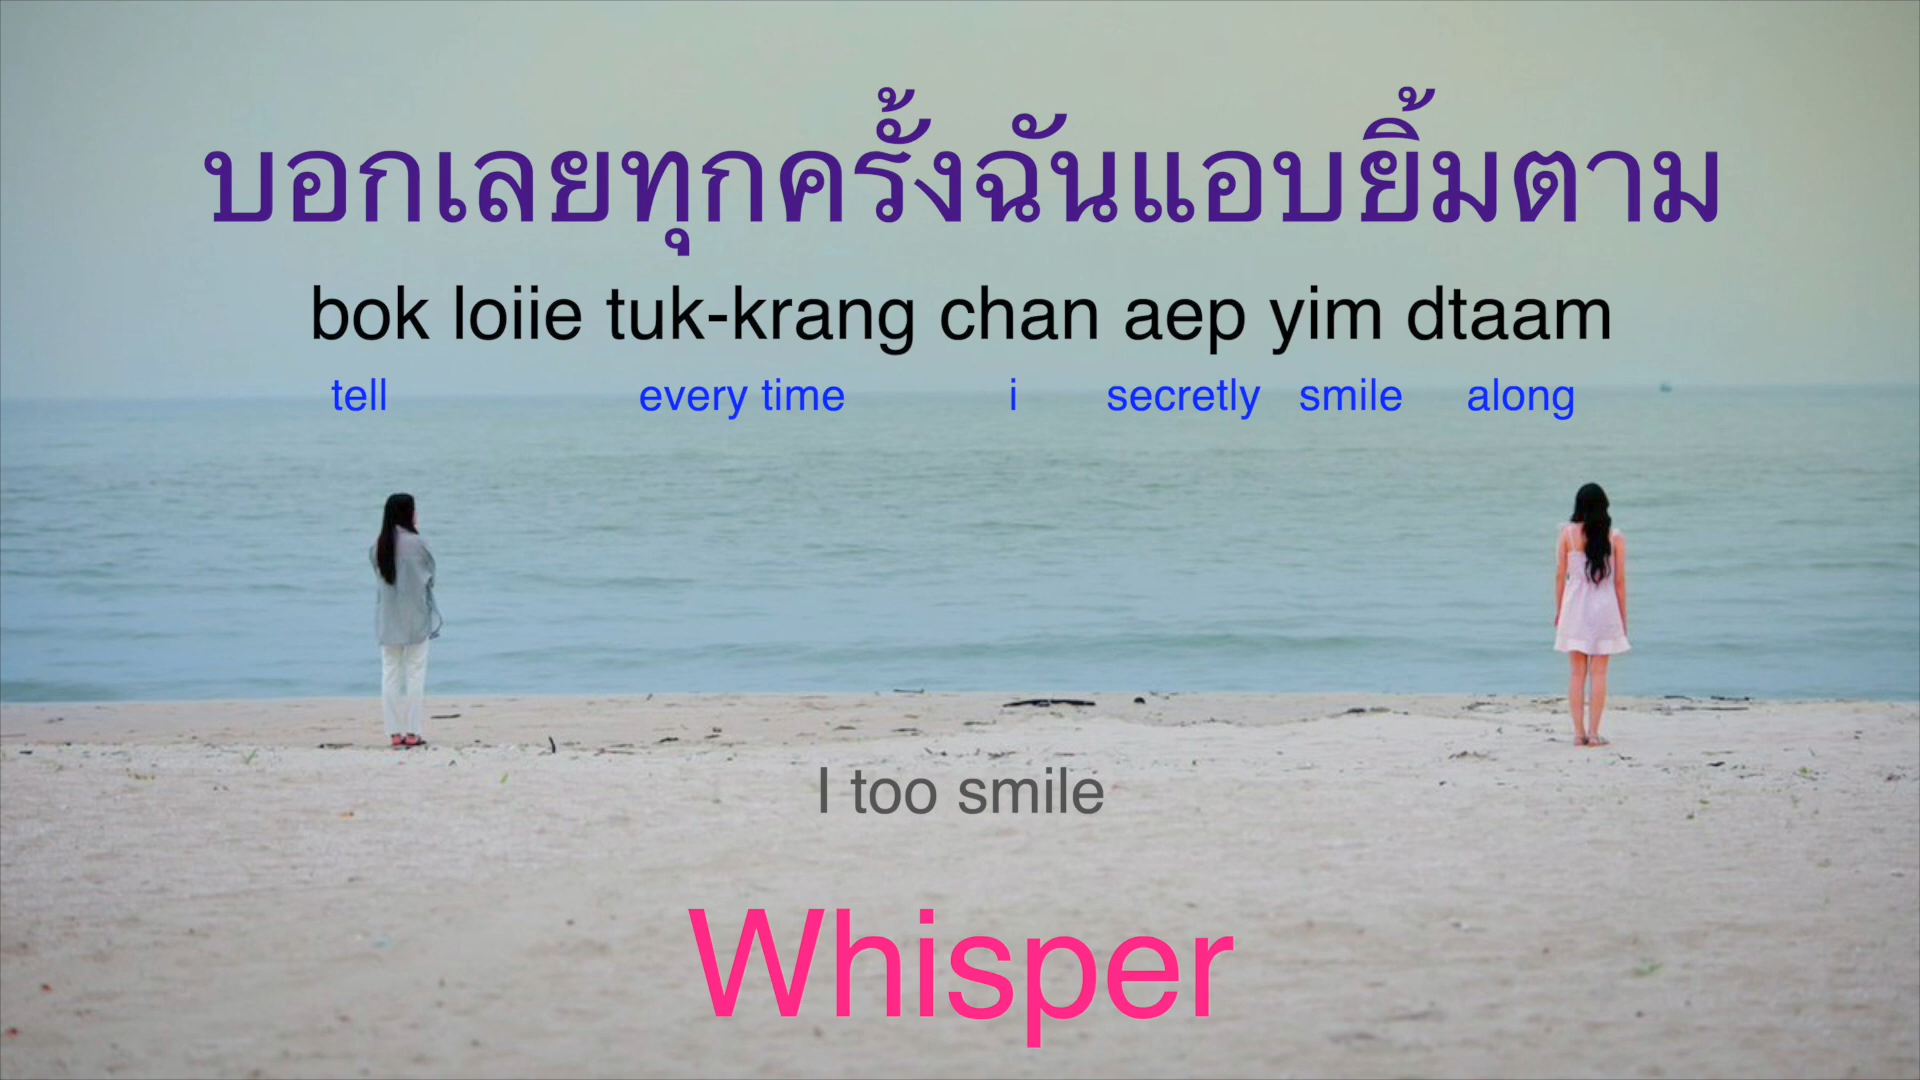 บอกเลยทุกครั้งฉันแอบยิ้มตาม
bok loiie tuk-krang chan aep yim dtaam
tell every time i secretly smile along
I too smile
Whisper